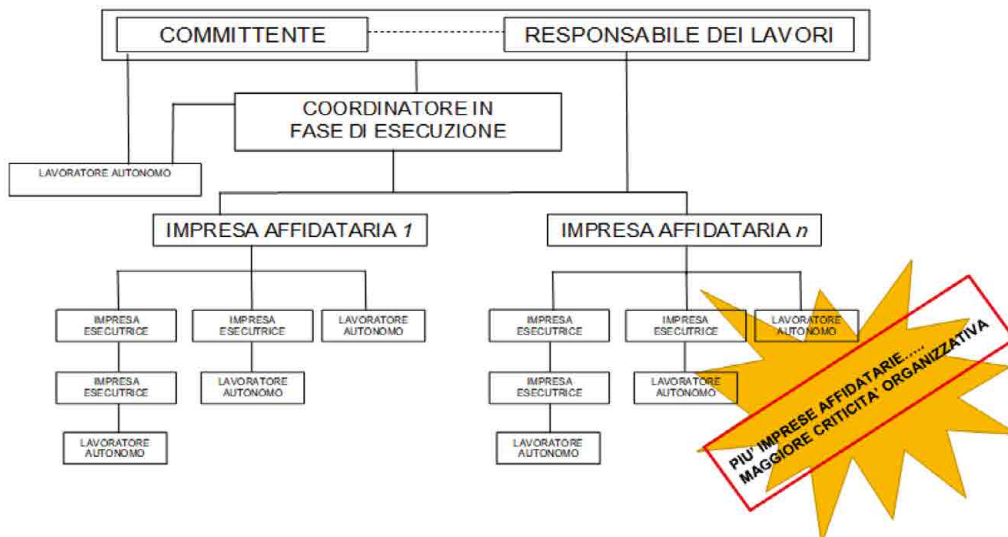 COMMITTENTE
RESPONSABILE DEI LAVORI
COORDINATORE IN
FASE DI ESECUZIONE
LAVORATORE AUTONOMO
IMPRESA AFFIDATARIA 1
IMPRESA AFFIDATARIA n
IMPRESA
ESECUTRICE
IMPRESA
ESECUTRICE
LAVORATORE
AUTONOMO
IMPRESA
ESECUTRICE
IMPRESA
ESECUTRICE
LAVORATORE
AUTONOMO
IMPRESA
ESECUTRICE
LAVORATORE
AUTONOMO
IMPRESA
ESECUTRICE
LAVORATORE
AUTONOMO
LAVORATORE
AUTONOMO
LAVORATORE
AUTONOMO
PIU' IMPRESE AFFIDATARIE.....
MAGGIORE CRITICITA' ORGANIZZATIVA